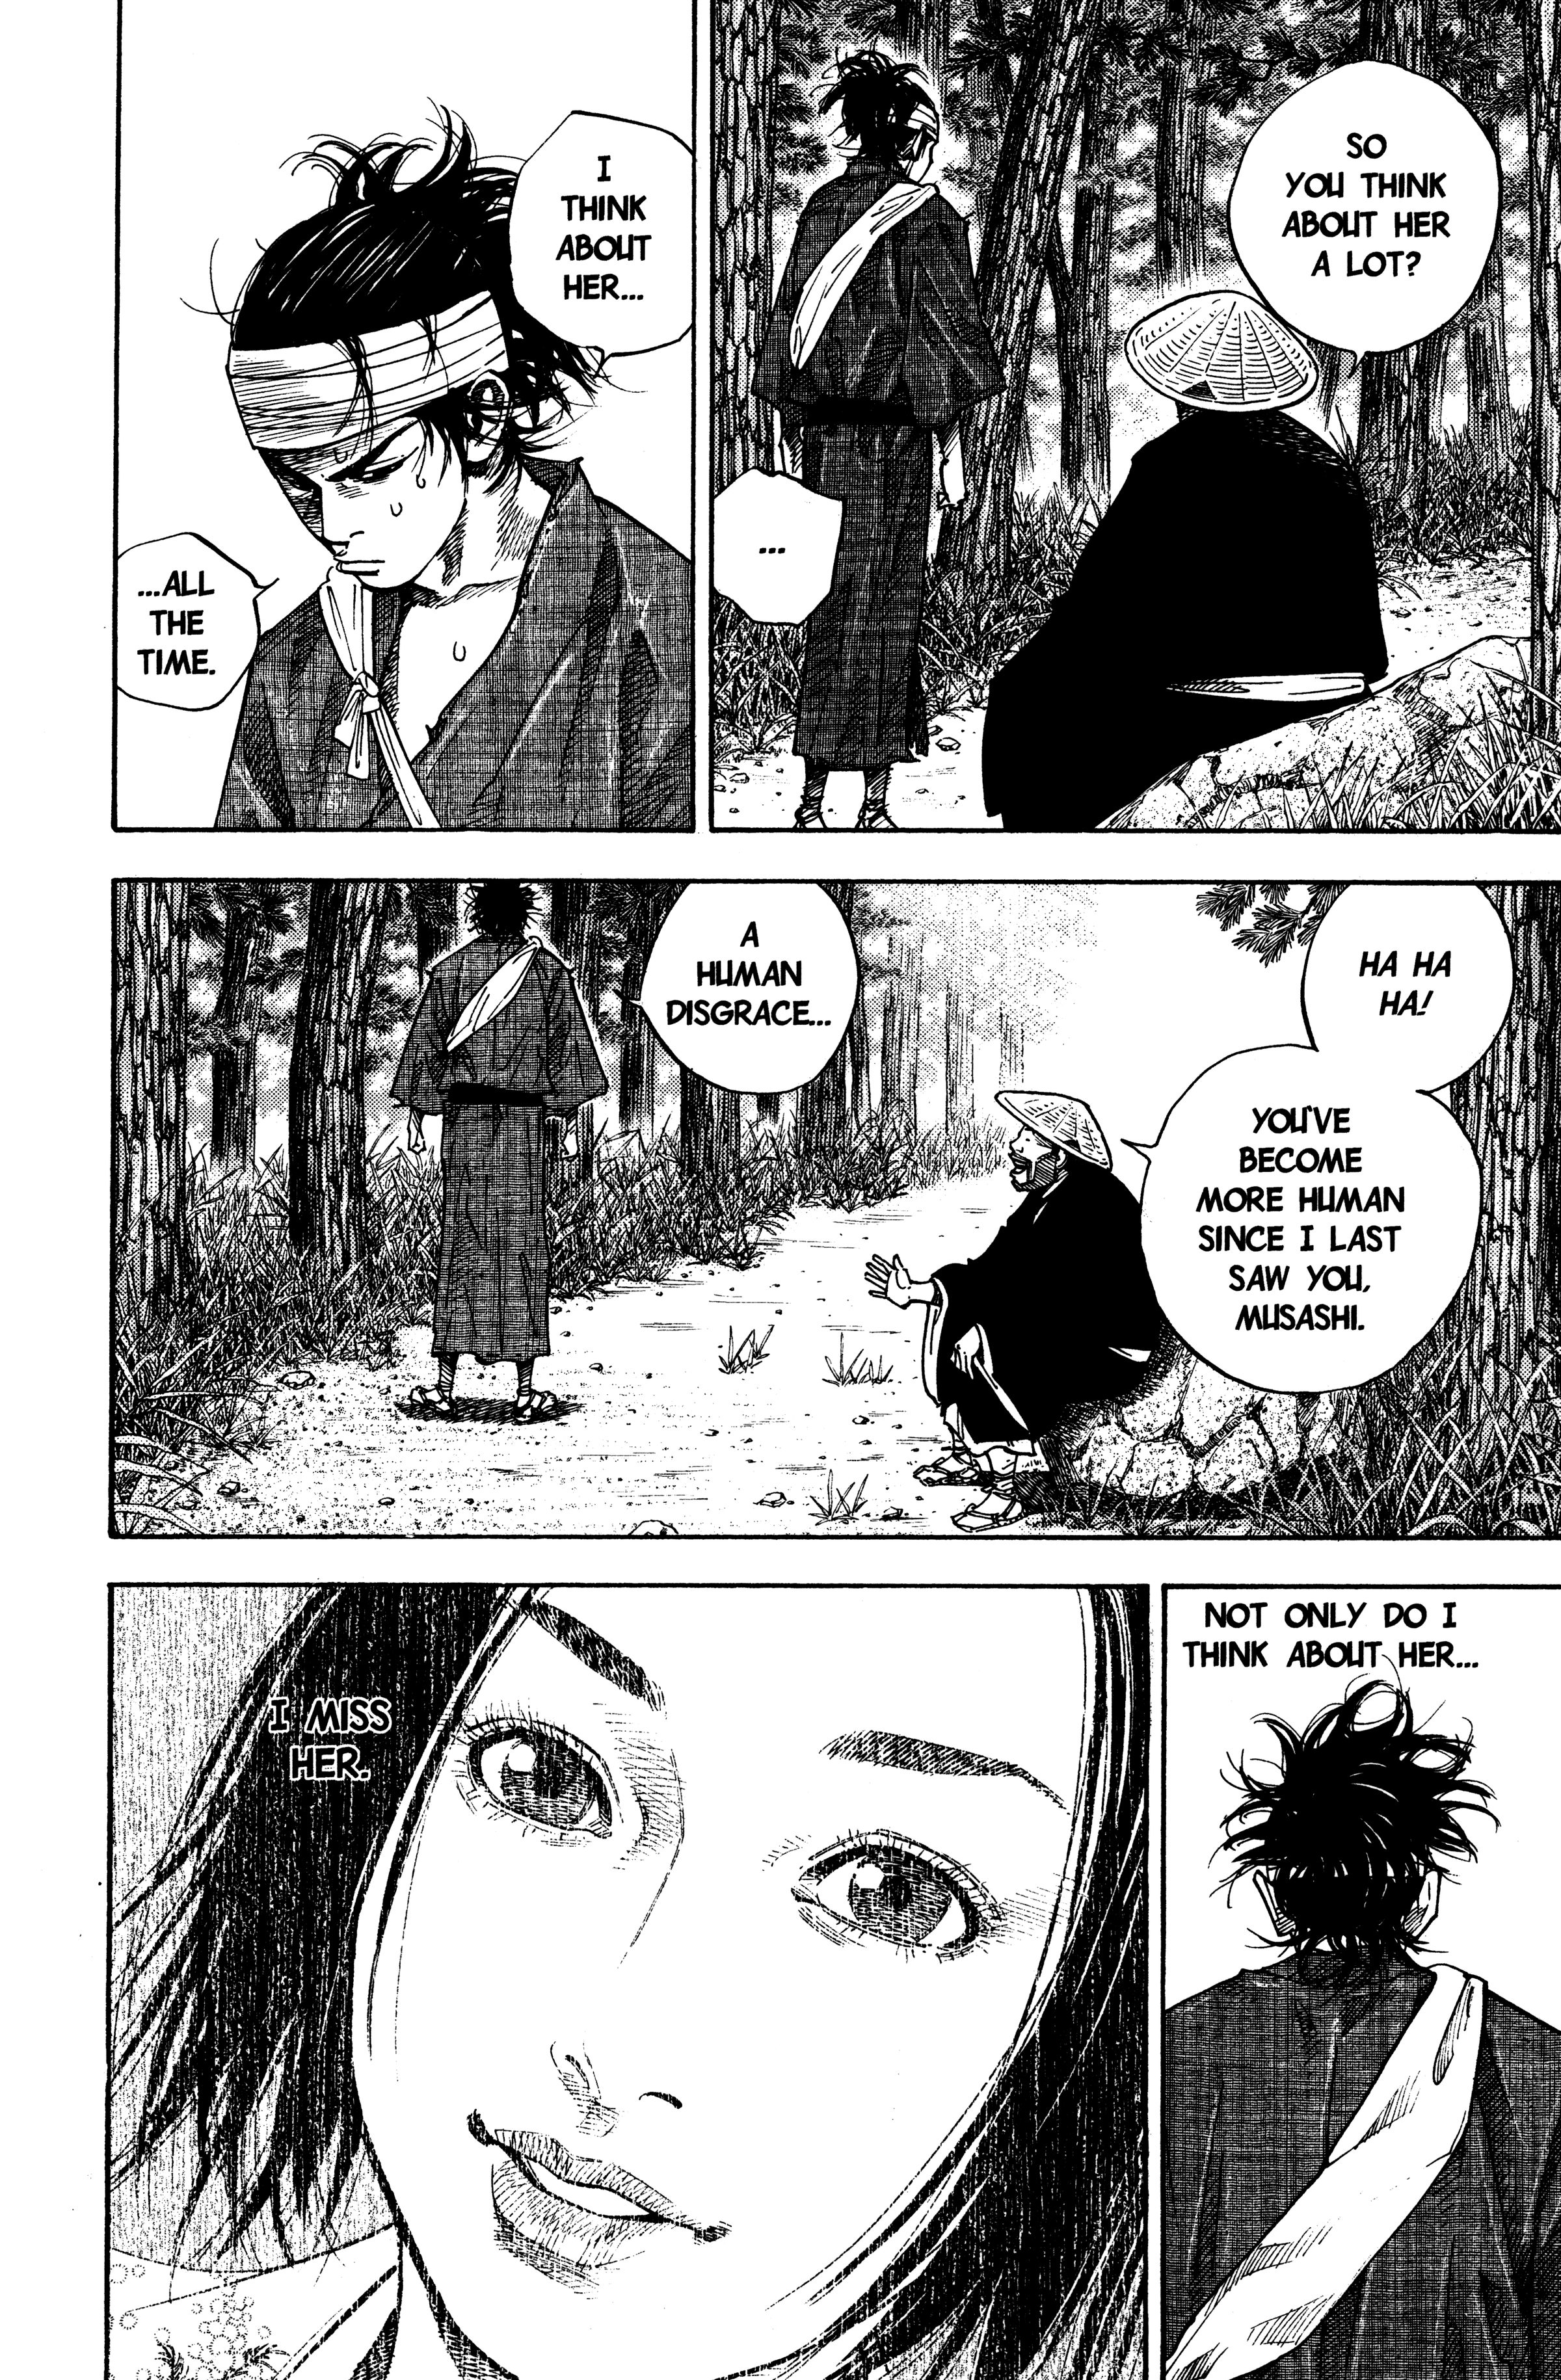 SO
YOU THINK
ABOUT HER
A LOT?
...
I
THINK
ABOUT
HER...
...ALL
THE
TIME.
HA HA
HA!
YOU'VE
BECOME
MORE HUMAN
SINCE I LAST
SAW YOU,
MUSASHI.
A
HUMAN
DISGRACE...
NOT ONLY DO I
THINK ABOUT HER...
I MISS
HER.